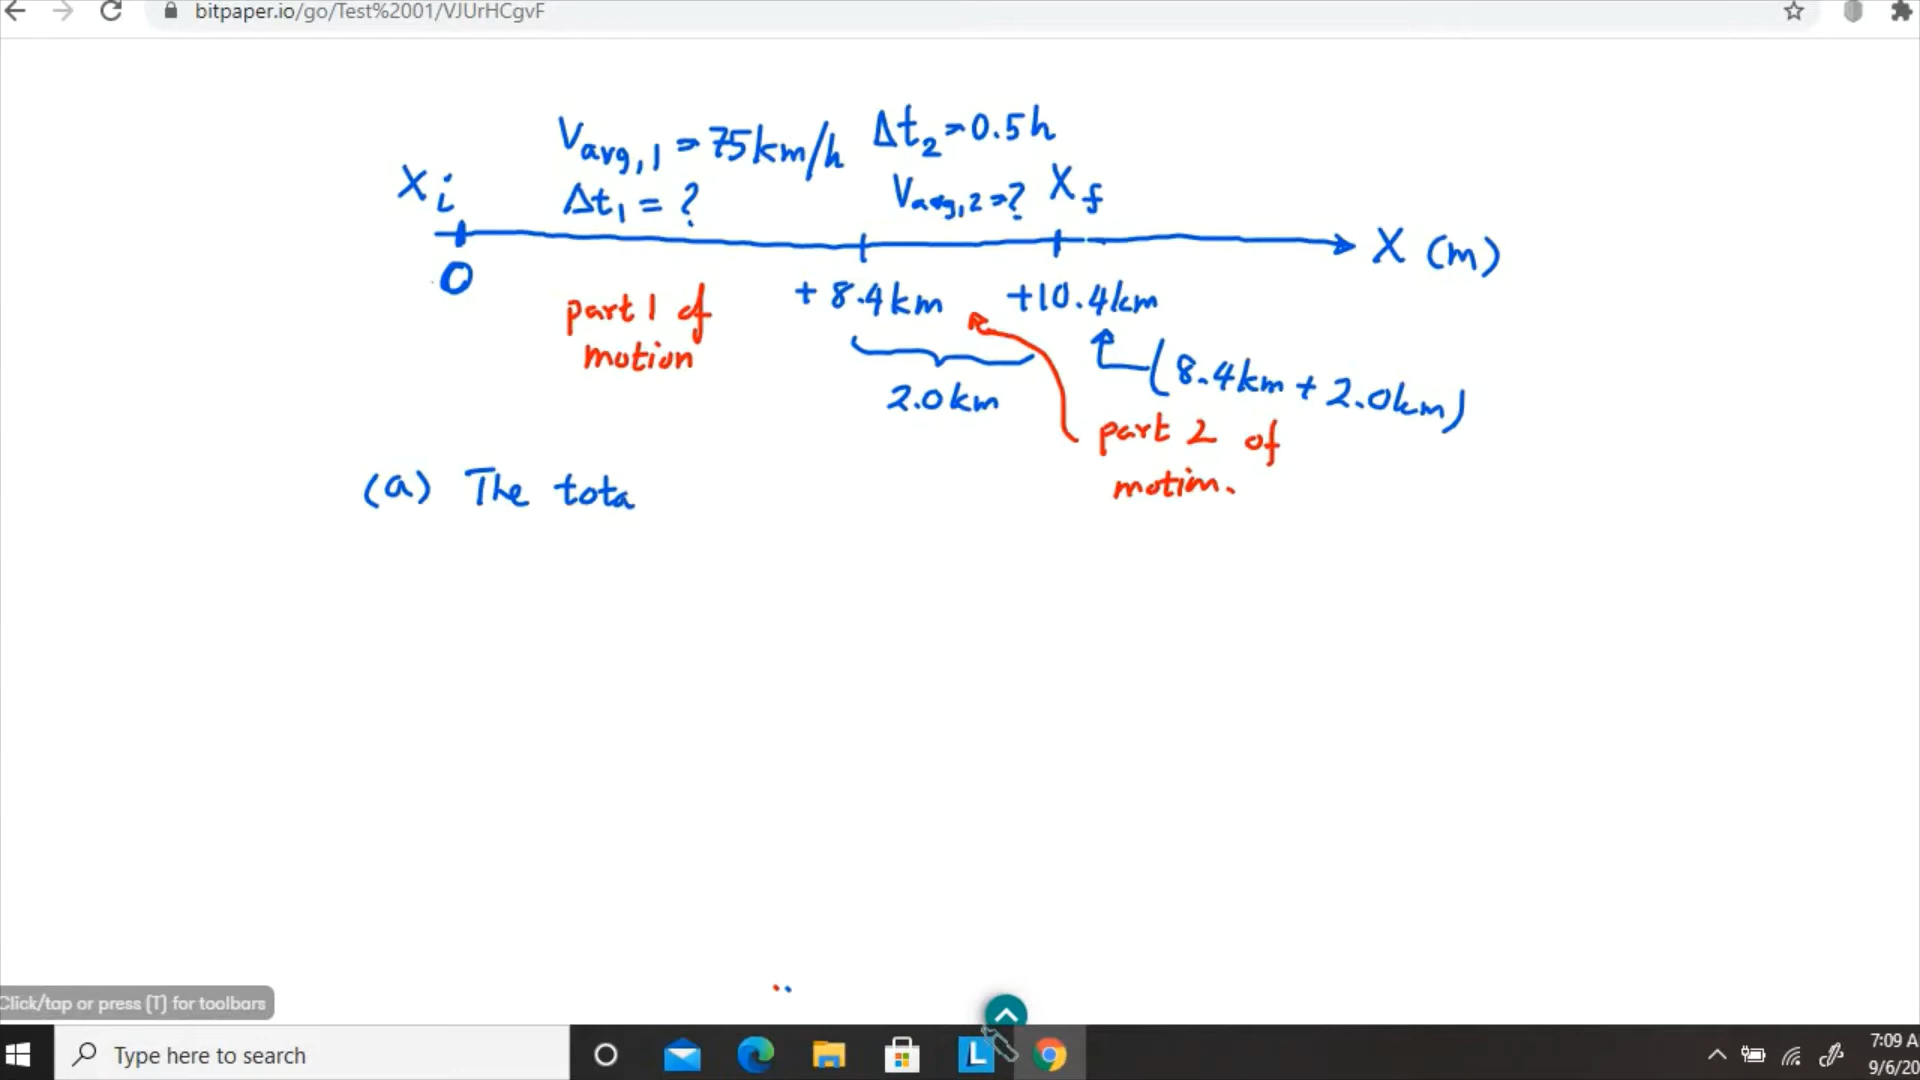 bitpaper.io/go/Test%2001/VJUrHCgvF
Vavg,1 = 75km/h
Δt2 = 0.5h
Xi
Δt1 = ?
Vavg,2 = ?
Xf
X (m)
0
+ 8.4km
+10.4km
part 1 of
motion
2.0km
(8.4km + 2.0km)
part 2 of
motion.
(a) The tota
Click/tap or press (T) for toolbars
Type here to search
L
7:09 A
9/6/20